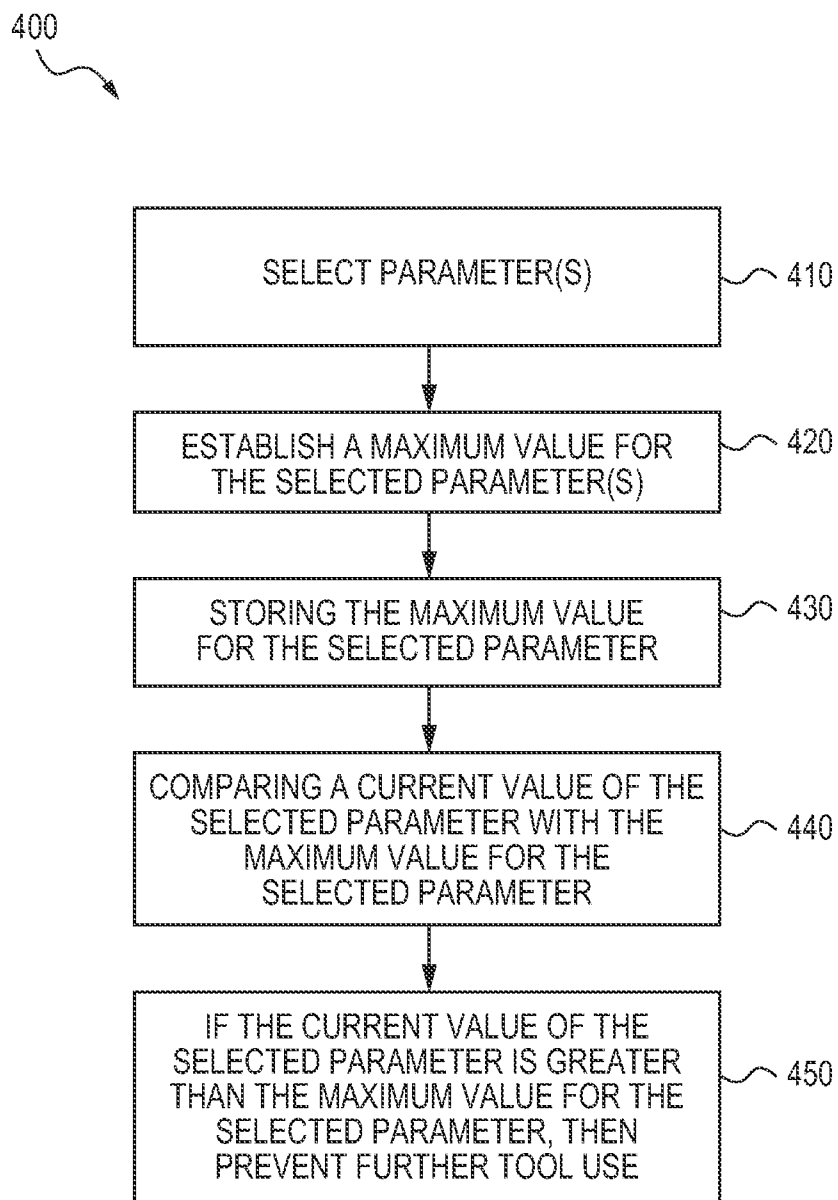 400
SELECT PARAMETER(S)
410
ESTABLISH A MAXIMUM VALUE FOR
THE SELECTED PARAMETER(S)
420
STORING THE MAXIMUM VALUE
FOR THE SELECTED PARAMETER
430
COMPARING A CURRENT VALUE OF THE
SELECTED PARAMETER WITH THE
MAXIMUM VALUE FOR THE
SELECTED PARAMETER
440
IF THE CURRENT VALUE OF THE
SELECTED PARAMETER IS GREATER
THAN THE MAXIMUM VALUE FOR THE
SELECTED PARAMETER, THEN
PREVENT FURTHER TOOL USE
450